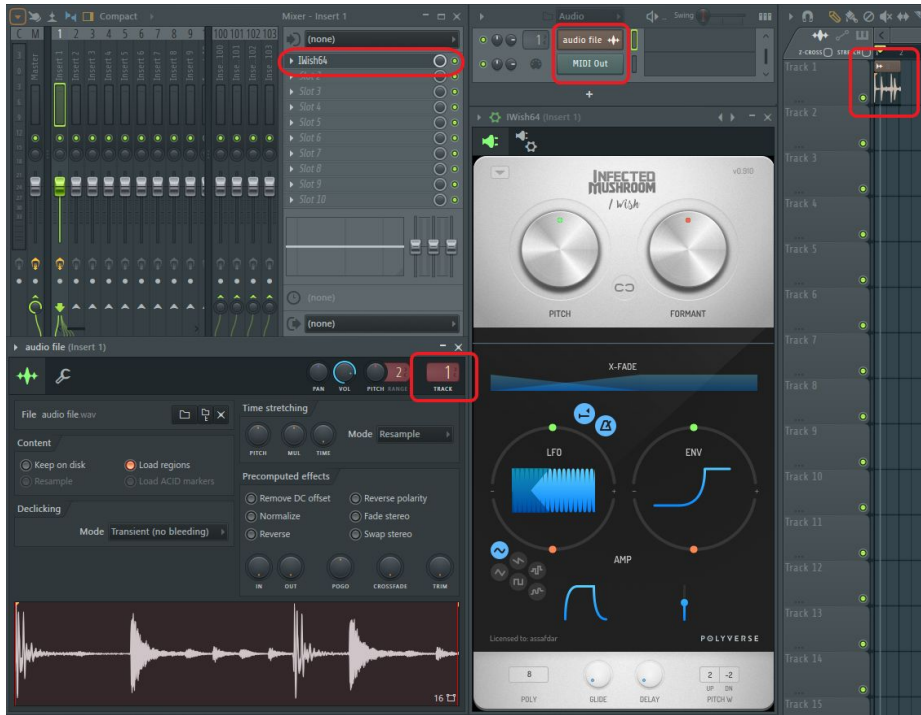 Compact
C M 1 2 3 4 5 6 7 8 9 100 101 102 103
Master
Insert 1
Insert 2
Insert 3
Insert 4
Insert 5
Insert 6
Insert 7
Insert 8
Insert 9
Inse 100
Inse 101
Inse 102
Inse 103
Mixer - Insert 1
(none)
IWish64
Slot 2
Slot 3
Slot 4
Slot 5
Slot 6
Slot 7
Slot 8
Slot 9
Slot 10
(none)
(none)
Audio
Swing
1
audio file
MIDI Out
+
IWish64 (Insert 1)
v0.910
INFECTED
MUSHROOM
I Wish
PITCH
FORMANT
X-FADE
LFO
ENV
- + - +
AMP
Licensed to: assafdar
POLYVERSE
8
2 -2
UP DN
POLY
GLIDE
DELAY
PITCH W
audio file (Insert 1)
2
1
PAN VOL PITCH RANGE TRACK
File audio file.wav
Content
Keep on disk
Load regions
Resample
Load ACID markers
Declicking
Mode Transient (no bleeding)
Time stretching
Mode Resample
PITCH MUL TIME
Precomputed effects
Remove DC offset
Reverse polarity
Normalize
Fade stereo
Reverse
Swap stereo
IN OUT POGO CROSSFADE TRIM
16
Z-CROSS STRETCH
2
Track 1
Track 2
Track 3
Track 4
Track 5
Track 6
Track 7
Track 8
Track 9
Track 10
Track 11
Track 12
Track 13
Track 14
Track 15